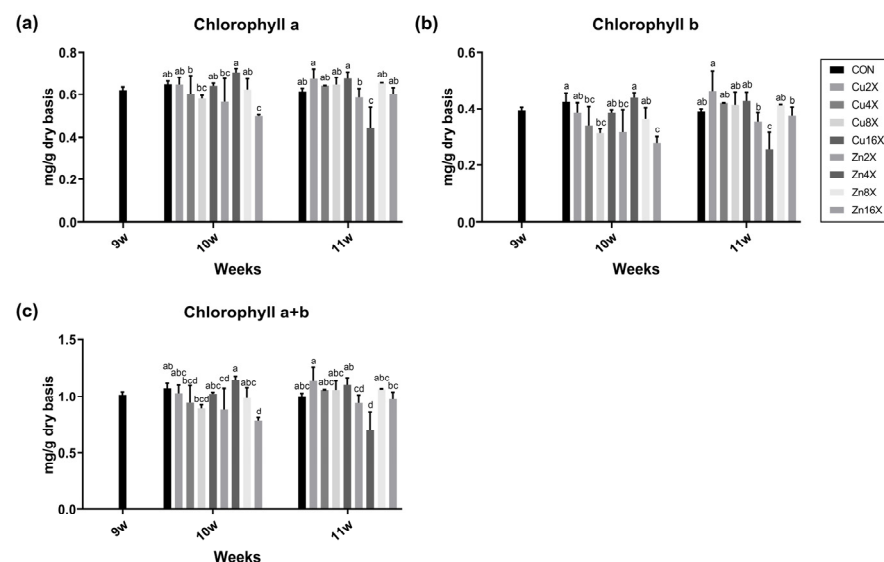 (a)
Chlorophyll a
mg/g dry basis
0.8
0.6
0.4
0.2
0.0
ab ab b bc ab bc a ab c
ab a ab ab a b c ab ab
9w
10w
11w
Weeks
(b)
Chlorophyll b
mg/g dry basis
0.6
0.4
0.2
0.0
a ab bc bc ab bc a ab c
ab a ab ab ab b c ab b
9w
10w
11w
Weeks
CON
Cu2X
Cu4X
Cu8X
Cu16X
Zn2X
Zn4X
Zn8X
Zn16X
(c)
Chlorophyll a+b
mg/g dry basis
1.5
1.0
0.5
0.0
ab abc bcd bcd abc cd a abc d
abc a abc abc ab cd d abc bc
9w
10w
11w
Weeks